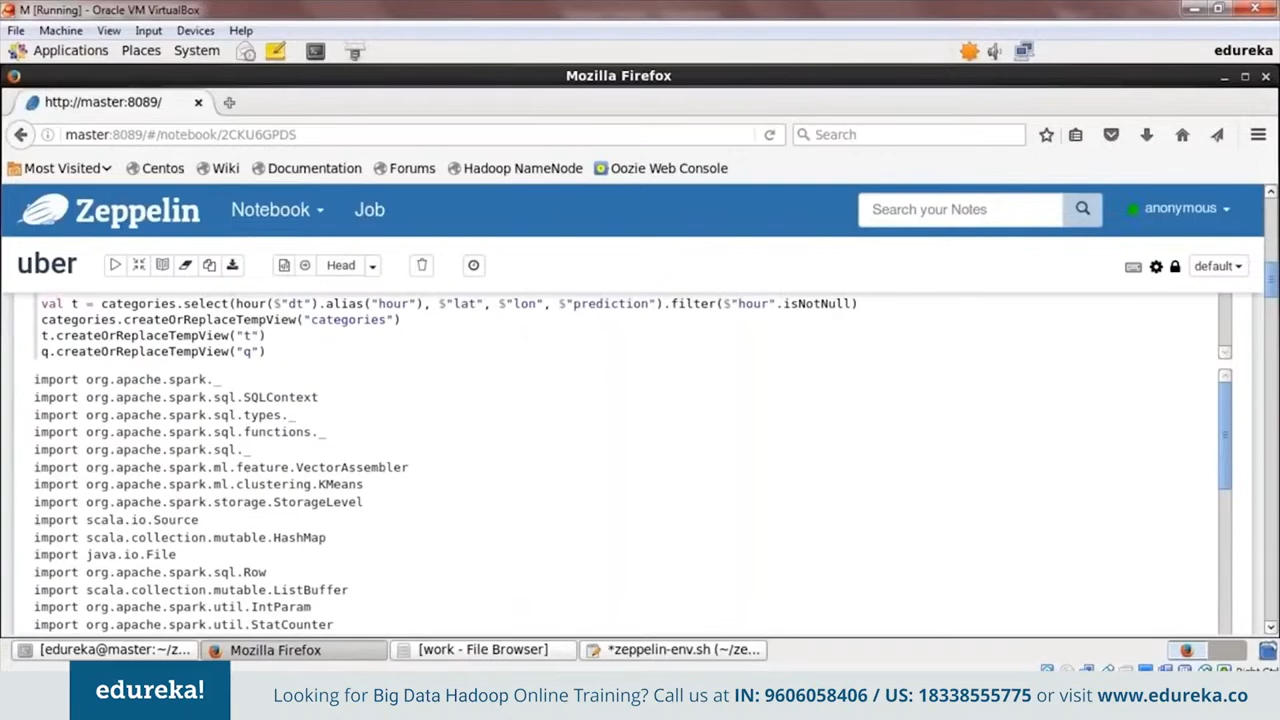 M [Running] - Oracle VM VirtualBox
File Machine View Input Devices Help
Applications Places System edureka
Mozilla Firefox
http://master:8089/
master:8089/#/notebook/2CKU6GPDS Search
Most Visited Centos Wiki Documentation Forums Hadoop NameNode Oozie Web Console
Zeppelin Notebook Job Search your Notes anonymous
uber Head default
val t = categories.select(hour($"dt").alias("hour"), $"lat", $"lon", $"prediction").filter($"hour".isNotNull)
categories.createOrReplaceTempView("categories")
t.createOrReplaceTempView("t")
q.createOrReplaceTempView("q")
import org.apache.spark._
import org.apache.spark.sql.SQLContext
import org.apache.spark.sql.types._
import org.apache.spark.sql.functions._
import org.apache.spark.sql._
import org.apache.spark.ml.feature.VectorAssembler
import org.apache.spark.ml.clustering.KMeans
import org.apache.spark.storage.StorageLevel
import scala.io.Source
import scala.collection.mutable.HashMap
import java.io.File
import org.apache.spark.sql.Row
import scala.collection.mutable.ListBuffer
import org.apache.spark.util.IntParam
import org.apache.spark.util.StatCounter
[edureka@master:~/z... Mozilla Firefox [work - File Browser] *zeppelin-env.sh (~/ze...
Right Ctrl
edureka! Looking for Big Data Hadoop Online Training? Call us at IN: 9606058406 / US: 18338555775 or visit www.edureka.co